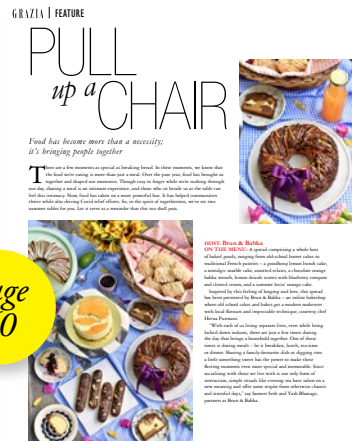 GRAZIA | FEATURE
PULL
up a
CHAIR
Food has become more than a necessity;
it's bringing people together
There are a few moments as special as breaking bread. In these moments, we know that
the food we're eating is more than just a meal. Over the past year, food has brought us
together and shaped our memories. Though easy to forget while we're rushing through
our day, sharing a meal is an intimate experience, and those who sit beside us at the table can
feel this intimacy. Now, food has taken on a more powerful hue. It has helped communities
thrive while also driving Covid relief efforts. So, in the spirit of togetherness, we've set two
summer tables for you. Let it serve as a reminder that this too shall pass.
HOST: Brun & Babka
ON THE MENU: A spread comprising a whole host
of baked goods, ranging from old-school butter cakes to
traditional French pastries – a
lemon bundt cake,
a nostalgic marble cake, assorted eclairs, a chocolate orange
babka wreath, lemon drizzle scones with blueberry compote
and clotted cream, and a summer lovin' mango cake.
Inspired by this feeling of longing and love, this spread
has been presented by Brun & Babka – an online bakeshop
where old school cakes and bakes get a modern makeover
with local flavours and impeccable technique, courtesy chef
Heena Punwani.
"With each of us living separate lives, even while being
locked down indoors, there are just a few times during
the day that brings a household together. One of those
times is during meals – be it breakfast, lunch, tea-time
or dinner. Sharing a family-favourite dish or digging into
a little something sweet has the power to make these
fleeting moments even more special and memorable. Since
socialising with those we live with is our only form of
interaction, simple rituals like evening tea have taken on a
new meaning and offer some respite from otherwise chaotic
and stressful days," say Sameer Seth and Yash Bhanage,
partners at Brun & Babka.
ge
0